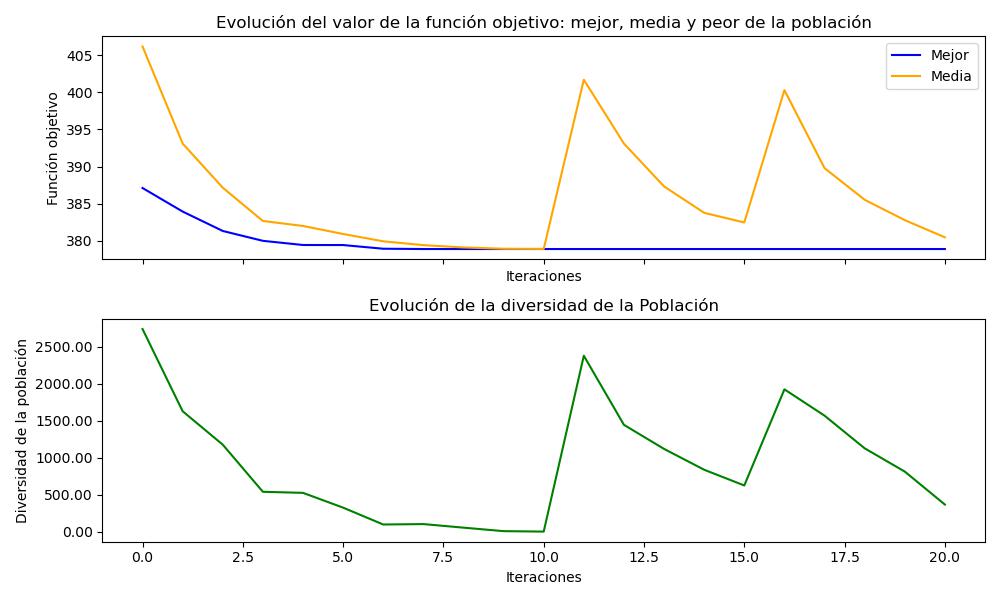 Evolución del valor de la función objetivo: mejor, media y peor de la población
Función objetivo
405
400
395
390
385
380
Mejor
Media
Iteraciones
Evolución de la diversidad de la Población
Diversidad de la población
2500.00
2000.00
1500.00
1000.00
500.00
0.00
0.0 2.5 5.0 7.5 10.0 12.5 15.0 17.5 20.0
Iteraciones